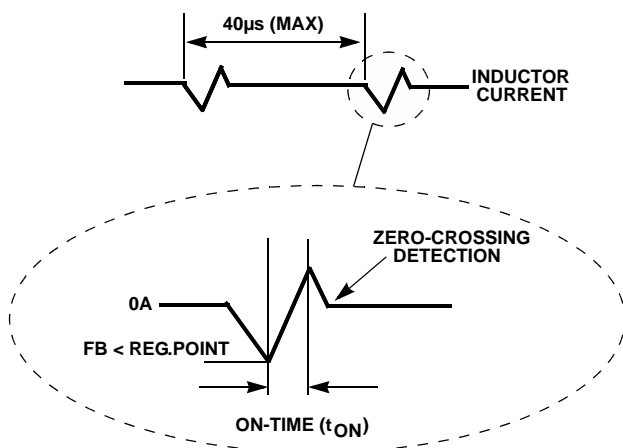 40µs (MAX)
INDUCTOR
CURRENT
ZERO-CROSSING
DETECTION
0A
FB < REG.POINT
ON-TIME (tON)